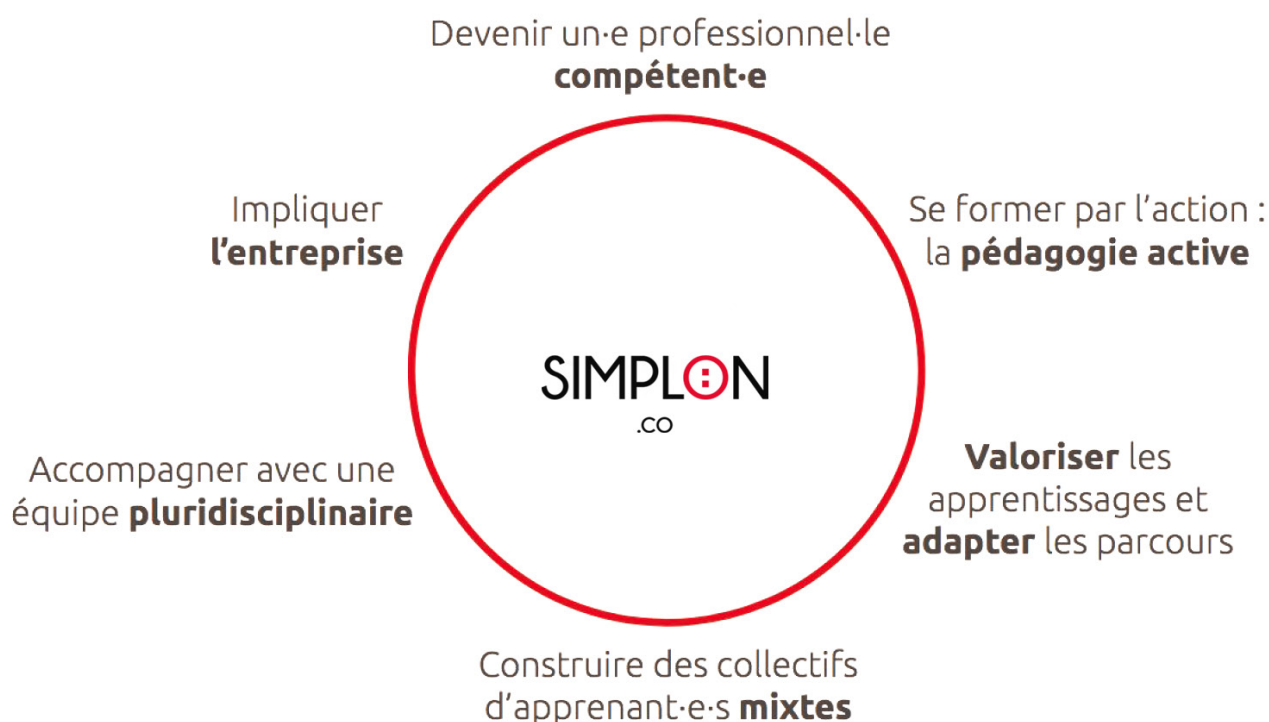 Devenir un·e professionnel·le
compétent·e
Se former par l’action :
la pédagogie active
Valoriser les
apprentissages et
adapter les parcours
Construire des collectifs
d’apprenant·e·s mixtes
Accompagner avec une
équipe pluridisciplinaire
Impliquer
l’entreprise
SIMPLON
.CO